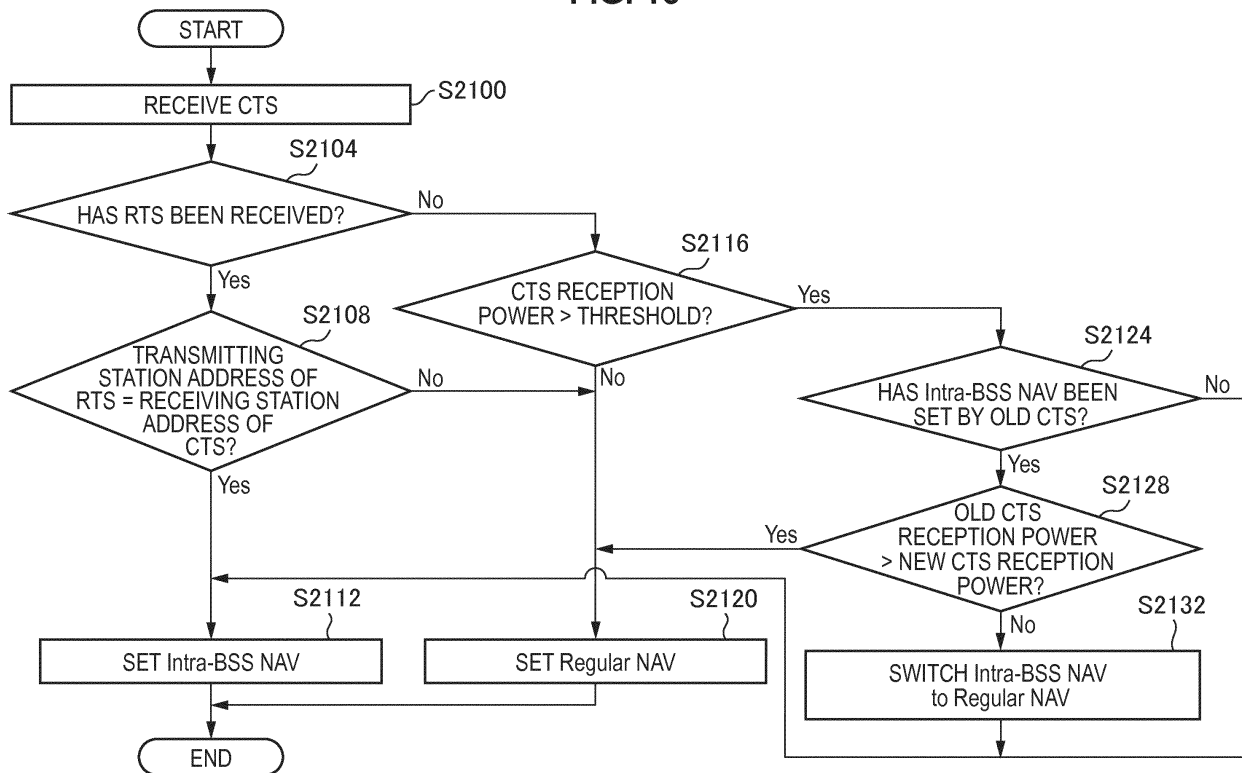 START
RECEIVE CTS
S2100
S2104
HAS RTS BEEN RECEIVED?
No
Yes
S2116
CTS RECEPTION
POWER > THRESHOLD?
Yes
No
S2108
TRANSMITTING
STATION ADDRESS OF
RTS = RECEIVING STATION
ADDRESS OF
CTS?
No
Yes
S2124
HAS Intra-BSS NAV BEEN
SET BY OLD CTS?
No
Yes
S2128
OLD CTS
RECEPTION POWER
> NEW CTS RECEPTION
POWER?
Yes
No
S2112
SET Intra-BSS NAV
S2120
SET Regular NAV
S2132
SWITCH Intra-BSS NAV
to Regular NAV
END